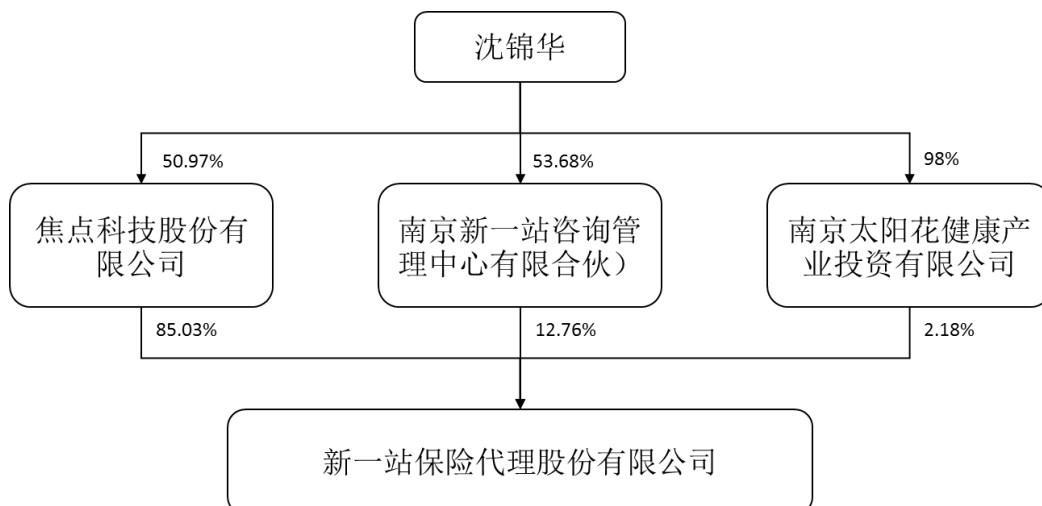 沈锦华
50.97%
53.68%
98%
焦点科技股份有
限公司
南京新一站咨询管
理中心有限合伙）
南京太阳花健康产
业投资有限公司
85.03%
12.76%
2.18%
新一站保险代理股份有限公司